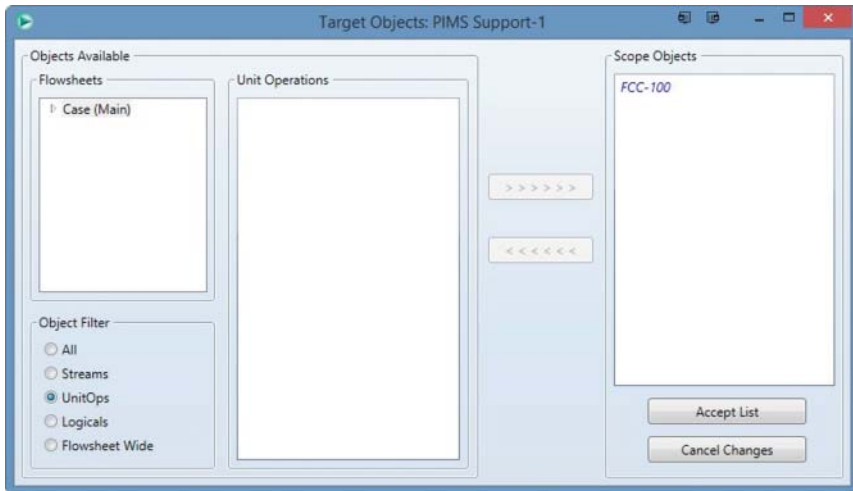 Target Objects: PIMS Support-1
Objects Available
Flowsheets
Case (Main)
Unit Operations
> > > > > >
< < < < < <
Object Filter
All
Streams
UnitOps
Logicals
Flowsheet Wide
Scope Objects
FCC-100
Accept List
Cancel Changes